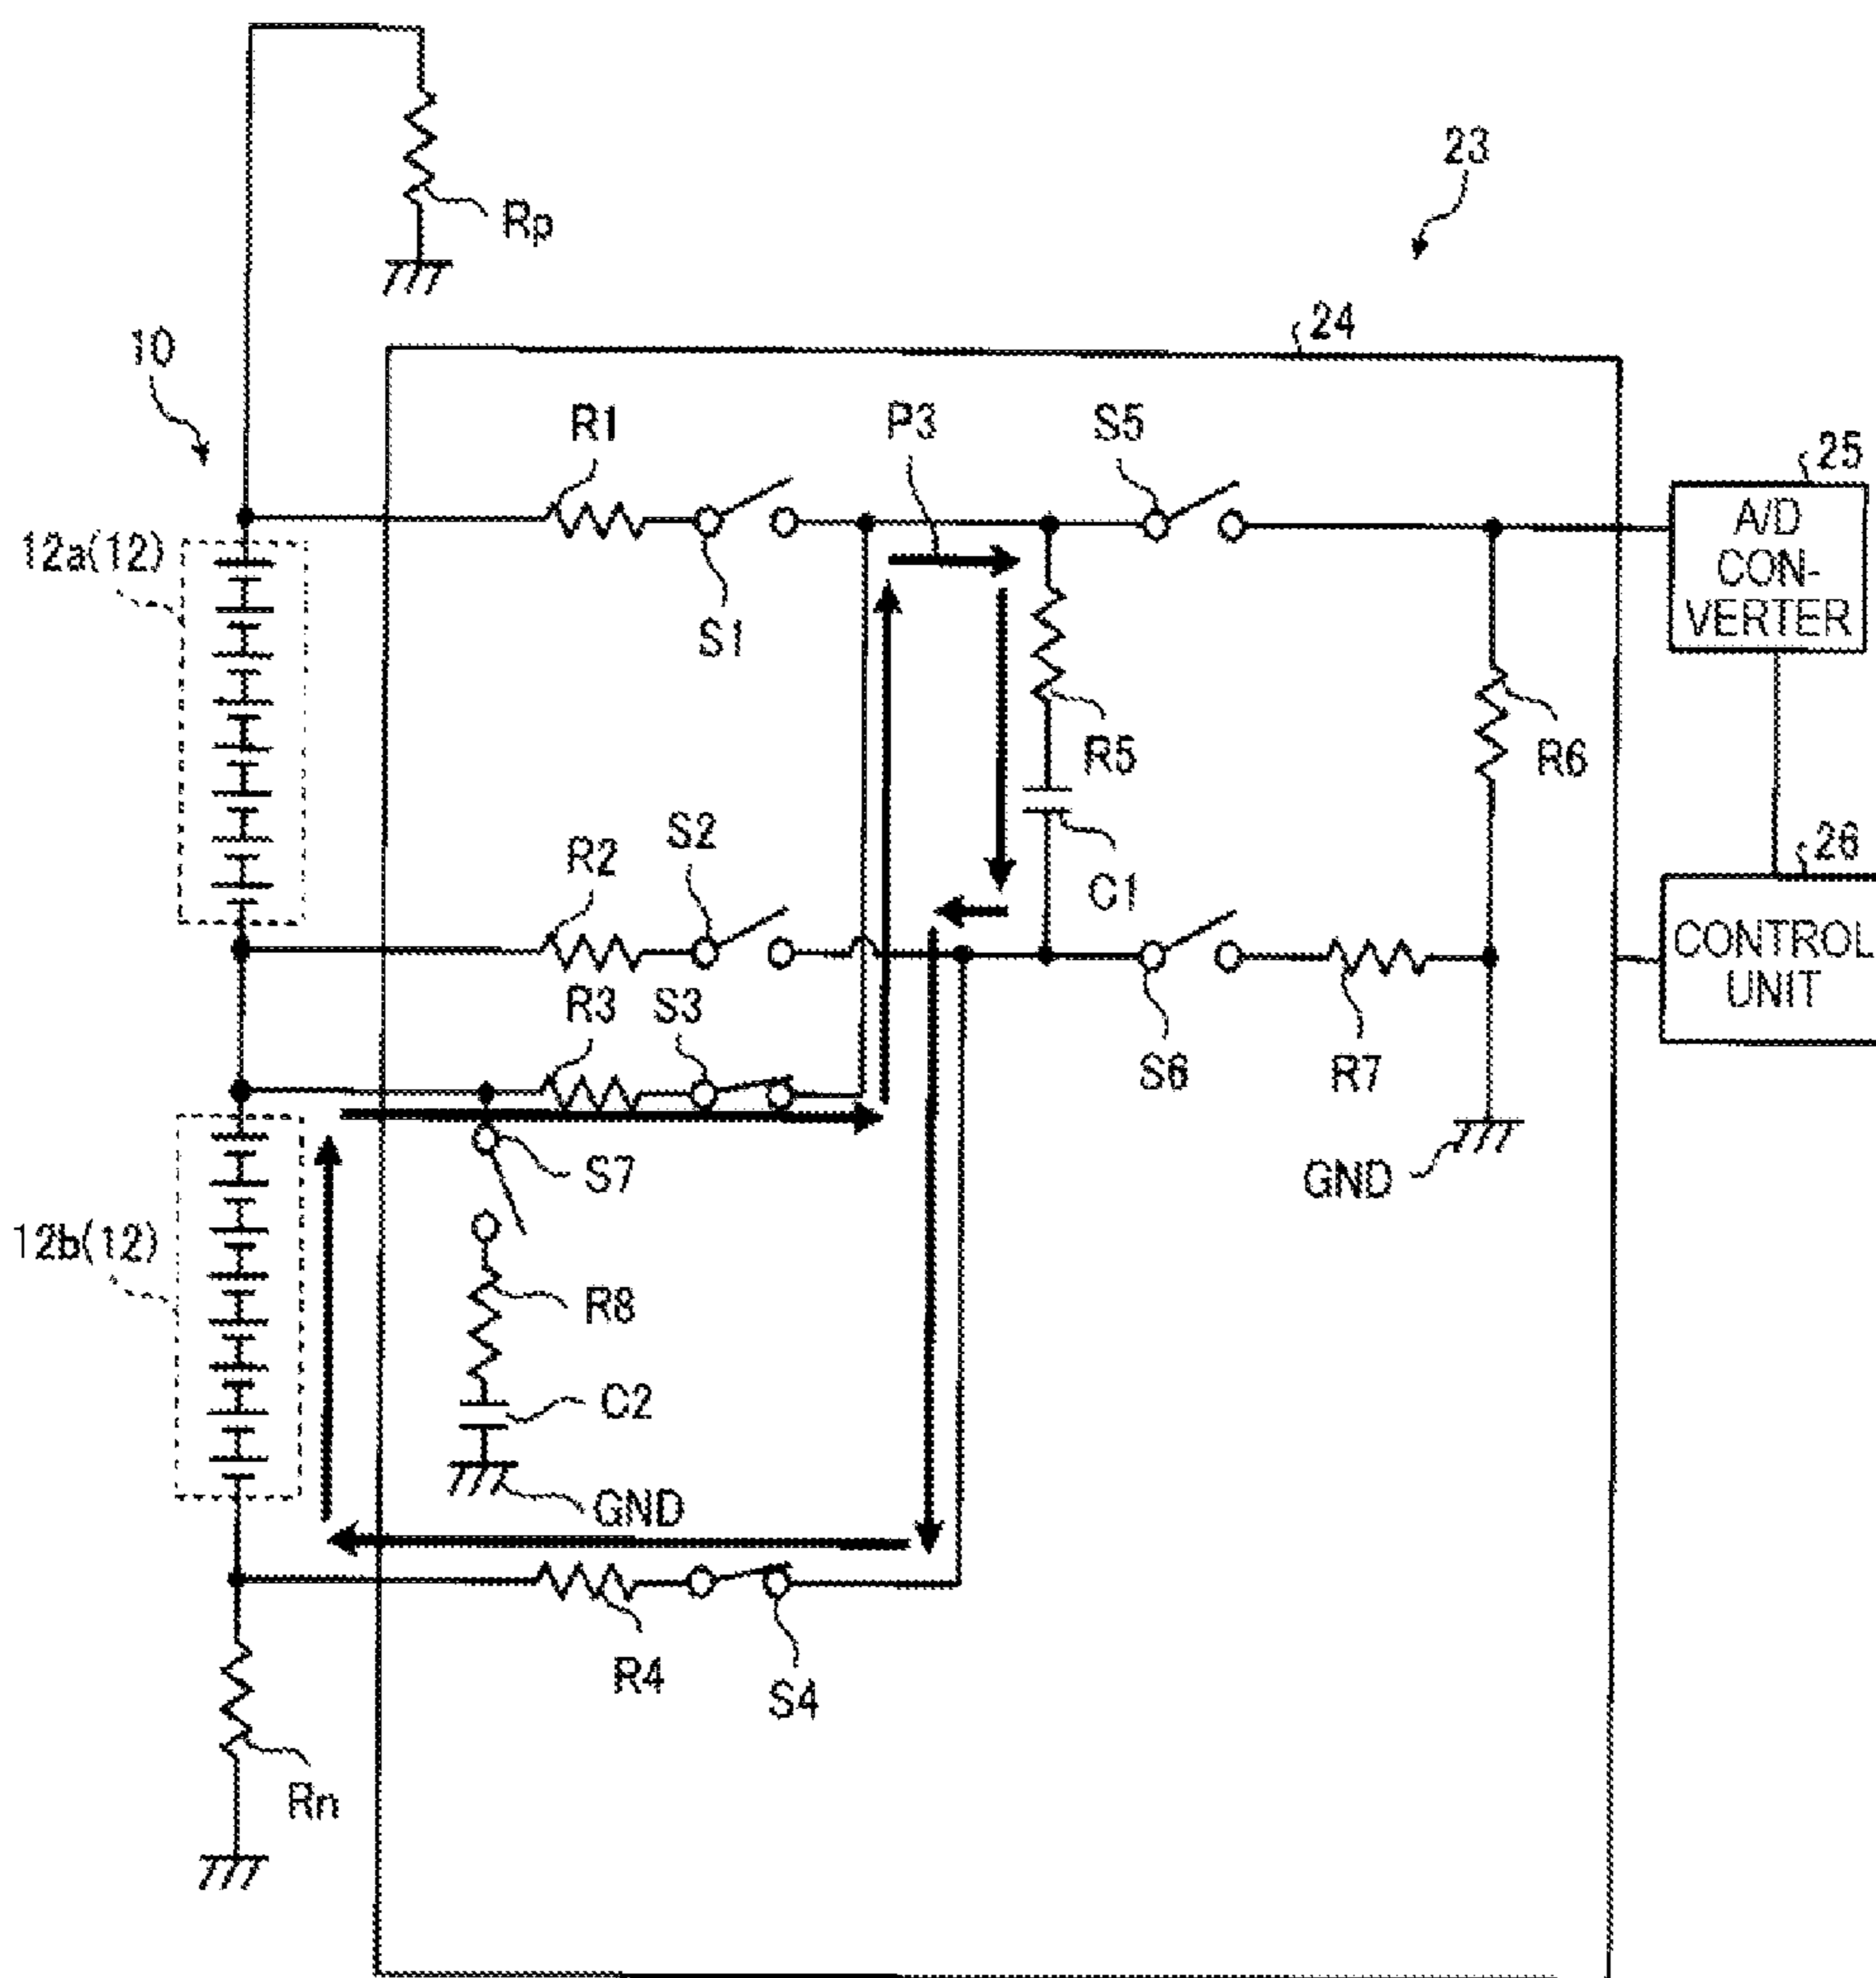 23
Rp
24
10
R1
P3
S5
25
12a(12)
A/D
CON-
VERTER
S1
R5
R6
S2
R2
26
C1
CONTROL
UNIT
R3
S3
S6
R7
S7
GND
12b(12)
R8
C2
GND
R4
S4
Rn